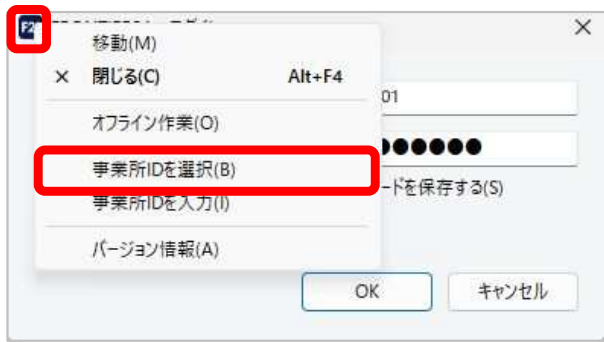 F2
移動(M)
× 閉じる(C) Alt+F4
01
オフライン作業(O)
●●●●●●
事業所IDを選択(B)
ードを保存する(S)
事業所IDを入力(I)
バージョン情報(A)
OK キャンセル